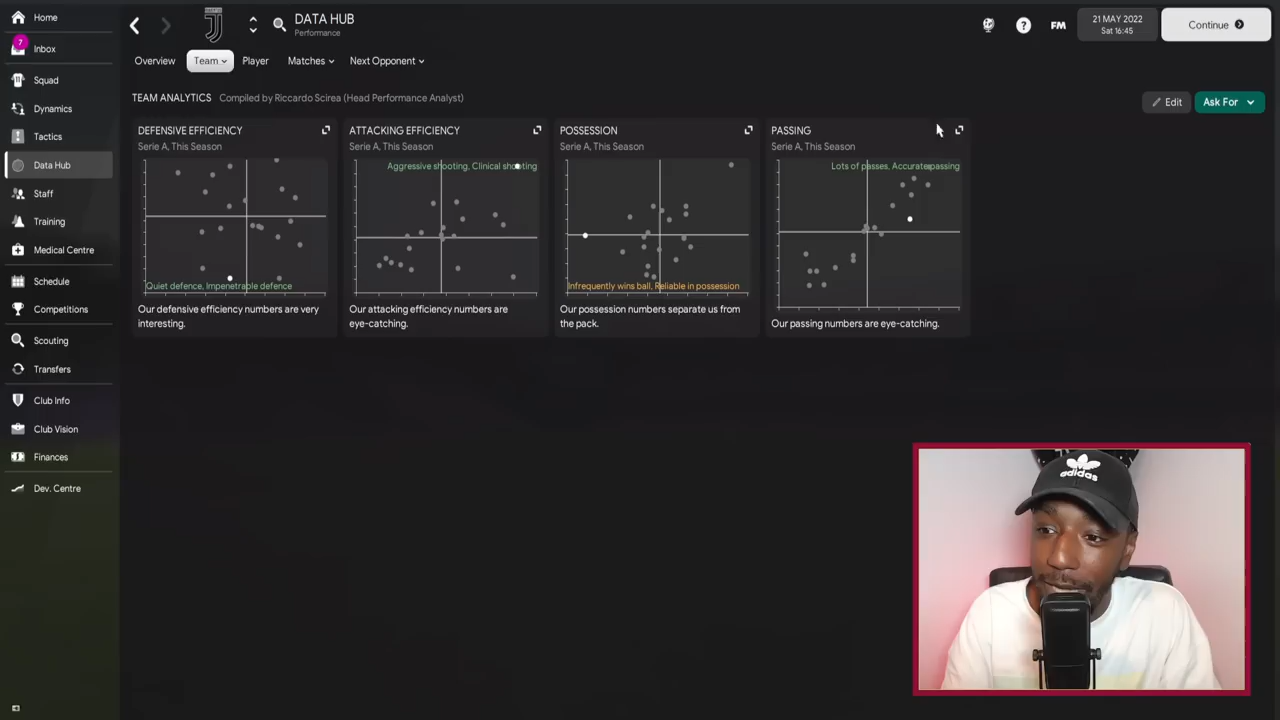 Home
7
Inbox
Squad
Dynamics
Tactics
Data Hub
Staff
Training
Medical Centre
Schedule
Competitions
Scouting
Transfers
Club Info
Club Vision
Finances
Dev. Centre
DATA HUB
Performance
?
FM
21 MAY 2022
Sat 16:45
Continue
Overview
Team
Player
Matches
Next Opponent
TEAM ANALYTICS Compiled by Riccardo Scirea (Head Performance Analyst)
Edit
Ask For
DEFENSIVE EFFICIENCY
Serie A, This Season
Quiet defence, Impenetrable defence
Our defensive efficiency numbers are very
interesting.
ATTACKING EFFICIENCY
Serie A, This Season
Aggressive shooting, Clinical shooting
Our attacking efficiency numbers are
eye-catching.
POSSESSION
Serie A, This Season
Infrequently wins ball, Reliable in possession
Our possession numbers separate us from
the pack.
PASSING
Serie A, This Season
Lots of passes, Accurate passing
Our passing numbers are eye-catching.
adidas